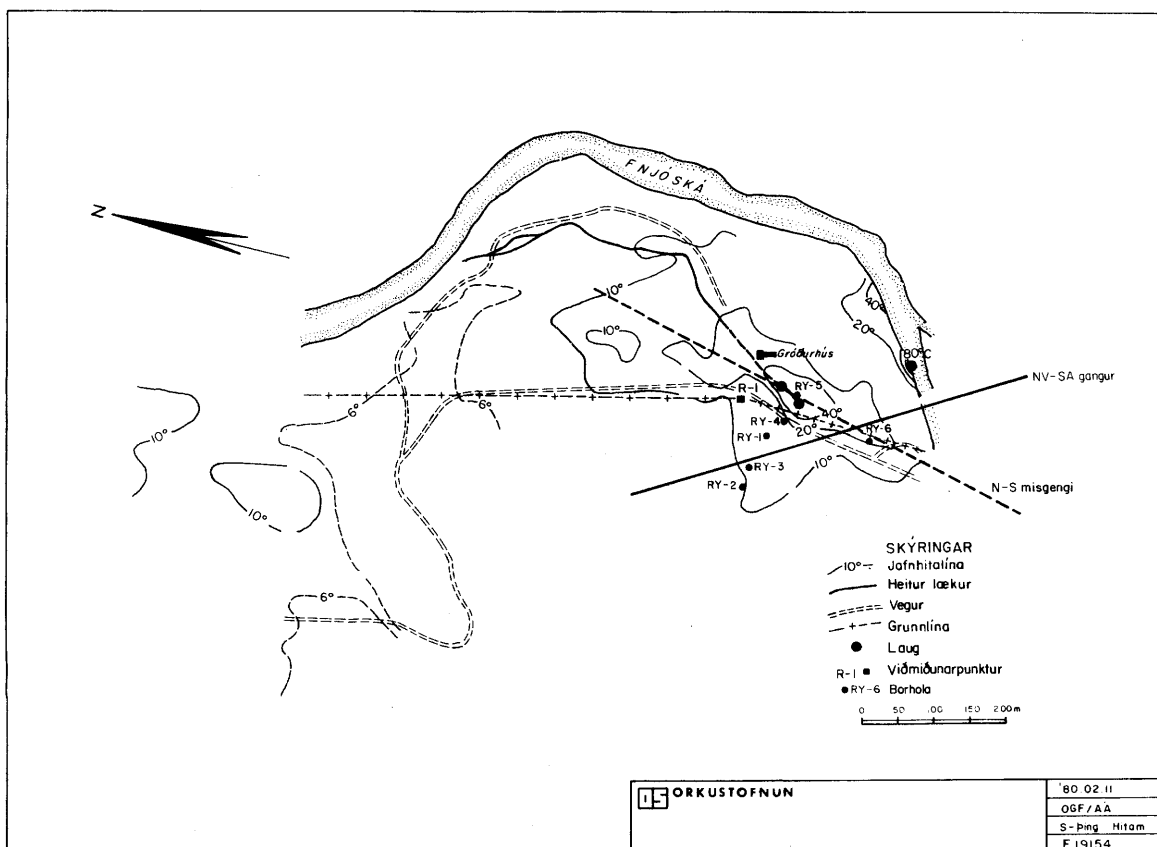 N
FNJÓSKÁ
10°
10°
40°
20°
80°C
Gróðurhús
NV-SA gangur
R-1
RY-5
6°
6°
40°
RY-4
20°
RY-6
RY-1
10°
RY-3
10°
RY-2
N-S misgengi
10°
6°
SKÝRINGAR
10° Jafnhitalína
Heitur lækur
Vegur
Grunnlína
Laug
R-1 Viðmiðunarpunktur
RY-6 Borhola
0 50 100 150 200m
ORKUSTOFNUN
'80.02.11
OGF/AA
S-Þing Hitam
F19154